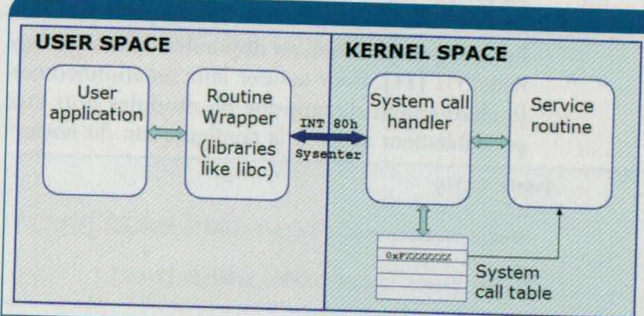 USER SPACE
User
application
Routine
Wrapper
(libraries
like libc)
INT 80h
Sysenter
KERNEL SPACE
System call
handler
Service
routine
0xFXXXXXXX
System
call table